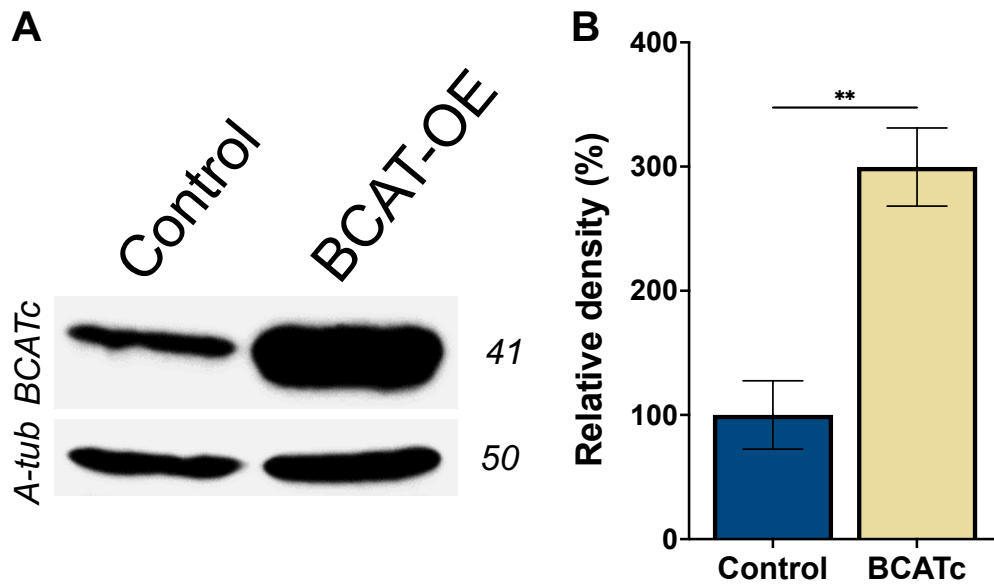 A
Control
BCAT-OE
BCATc
41
A-tub
50
B
Relative density (%)
400
300
200
100
0
**
Control
BCATc